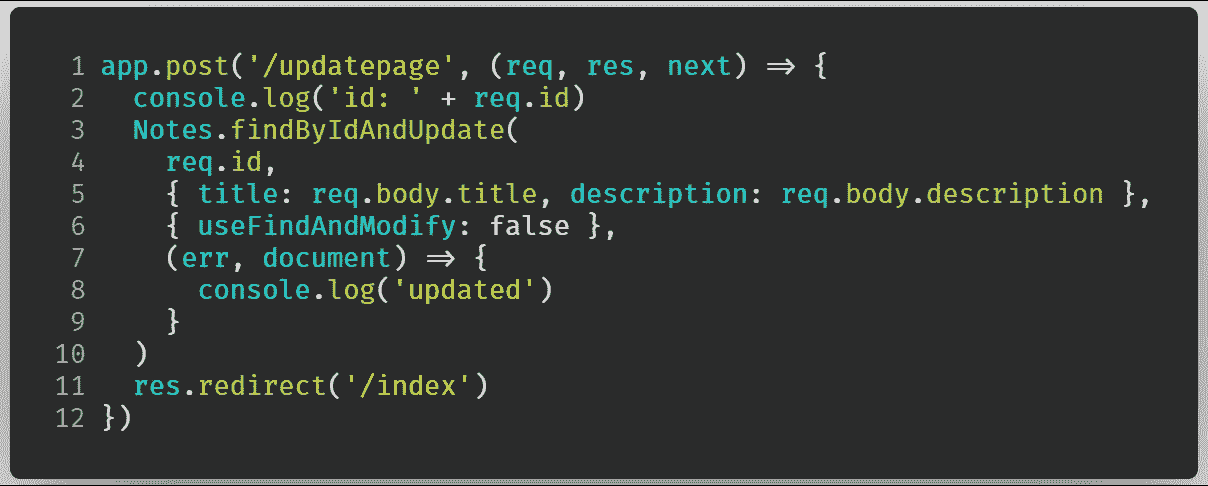 1 app.post('/updatepage', (req, res, next) => {
2   console.log('id: ' + req.id)
3   Notes.findByIdAndUpdate(
4     req.id,
5     { title: req.body.title, description: req.body.description },
6     { useFindAndModify: false },
7     (err, document) => {
8       console.log('updated')
9     }
10   )
11   res.redirect('/index')
12 })